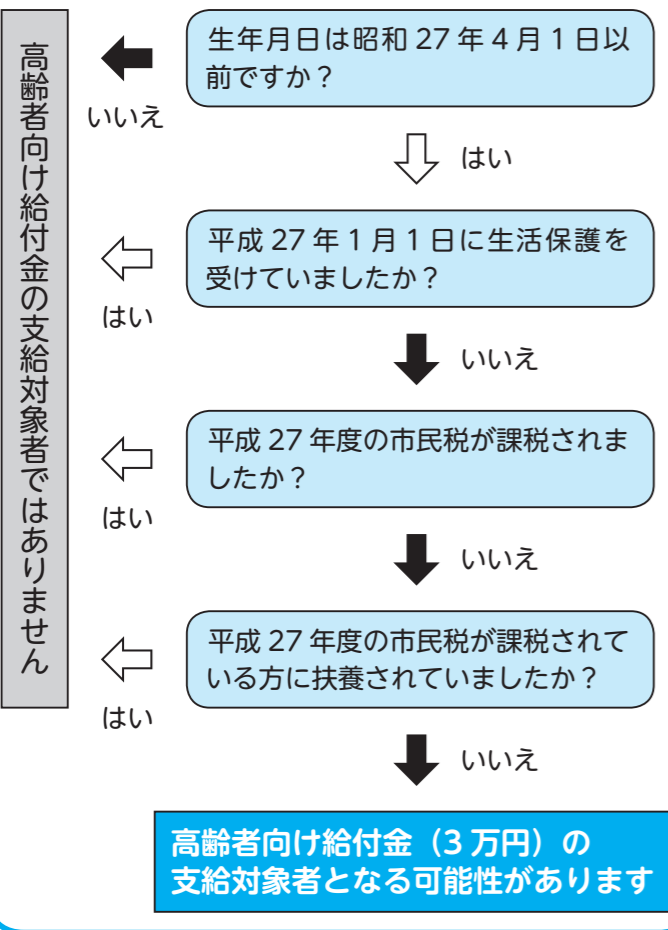 高齢者向け給付金の支給対象者ではありません
生年月日は昭和 27 年 4 月 1 日以
前ですか？
いいえ
はい
平成 27 年 1 月 1 日に生活保護を
受けていましたか？
はい
いいえ
平成 27 年度の市民税が課税されま
したか？
はい
いいえ
平成 27 年度の市民税が課税されて
いる方に扶養されていましたか？
はい
いいえ
高齢者向け給付金（3 万円）の
支給対象者となる可能性があります